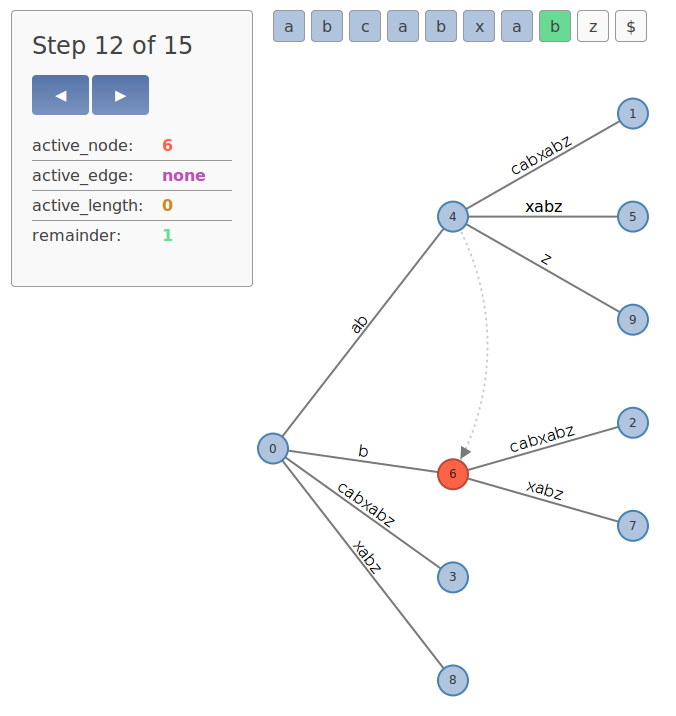 Step 12 of 15
◄ ►
active_node: 6
active_edge: none
active_length: 0
remainder: 1
a b c a b x a b z $
1
cabxabz
4 xabz 5
z
9
ab
2
cabxabz
0 b 6
xabz
7
cabxabz
3
xabz
8